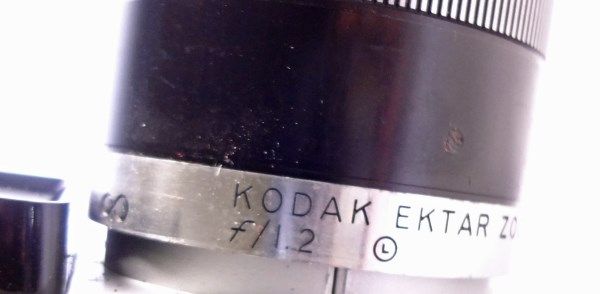 KODAK EKTAR ZO
f/1.2 Ⓛ